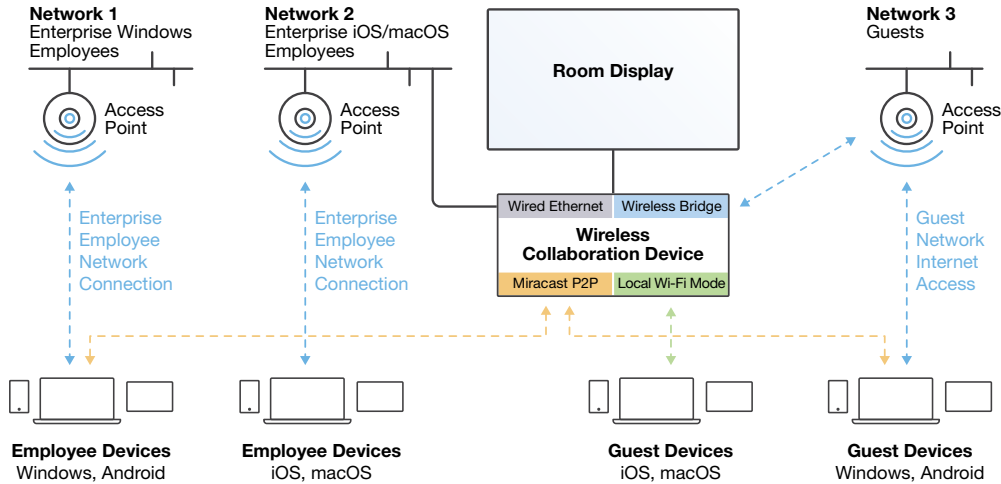 Network 1
Enterprise Windows
Employees
Network 2
Enterprise iOS/macOS
Employees
Network 3
Guests
Room Display
Access
Point
Access
Point
Access
Point
Wired Ethernet
Wireless Bridge
Wireless
Collaboration Device
Miracast P2P
Local Wi-Fi Mode
Enterprise
Employee
Network
Connection
Enterprise
Employee
Network
Connection
Guest
Network
Internet
Access
Employee Devices
Windows, Android
Employee Devices
iOS, macOS
Guest Devices
iOS, macOS
Guest Devices
Windows, Android